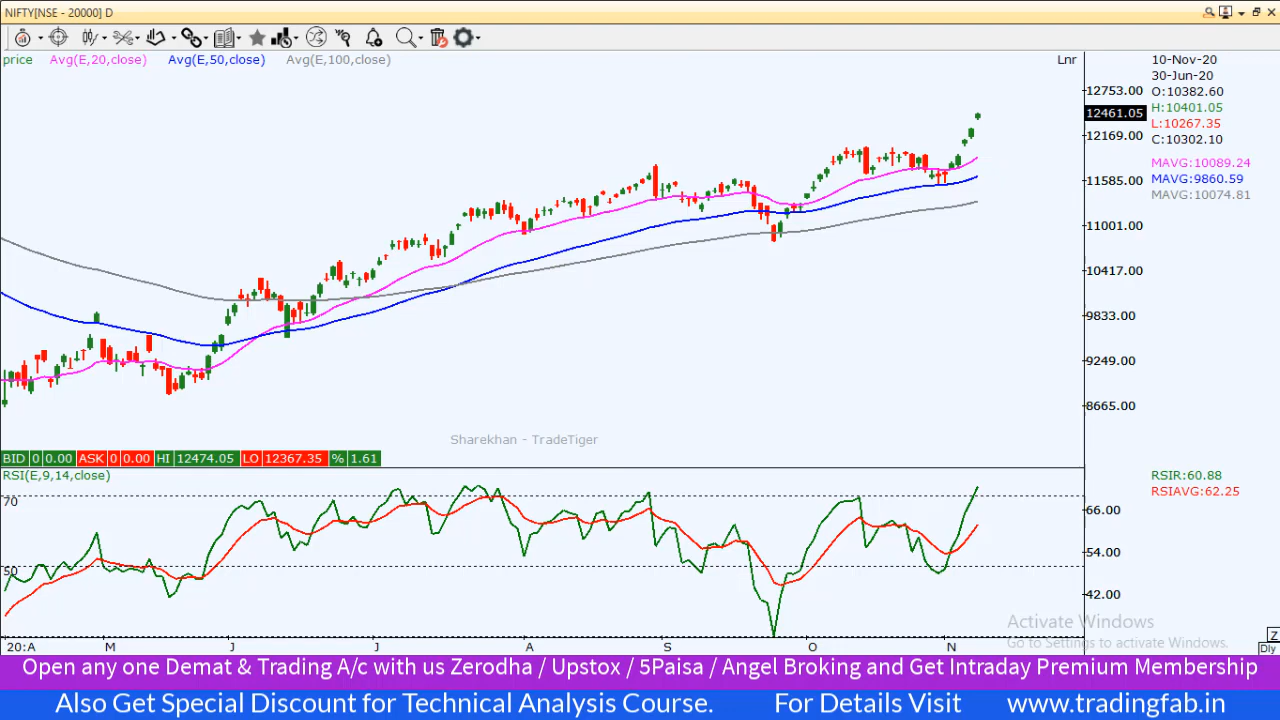 NIFTY[NSE - 20000] D
price Avg(E,20,close) Avg(E,50,close) Avg(E,100,close) Lnr
10-Nov-20
30-Jun-20
O:10382.60
H:10401.05
L:10267.35
C:10302.10
MAVG:10089.24
MAVG:9860.59
MAVG:10074.81
12753.00
12461.05
12169.00
11585.00
11001.00
10417.00
9833.00
9249.00
8665.00
Sharekhan - TradeTiger
BID 0 0.00 ASK 0 0.00 HI 12474.05 LO 12367.35 % 1.61
RSI(E,9,14,close)
RSIR:60.88
RSIAVG:62.25
70
66.00
54.00
50
42.00
Activate Windows
Go to Settings to activate Windows.
Z
20:A M J J A S O N Dly
Open any one Demat & Trading A/c with us Zerodha / Upstox / 5Paisa / Angel Broking and Get Intraday Premium Membership
Also Get Special Discount for Technical Analysis Course. For Details Visit www.tradingfab.in